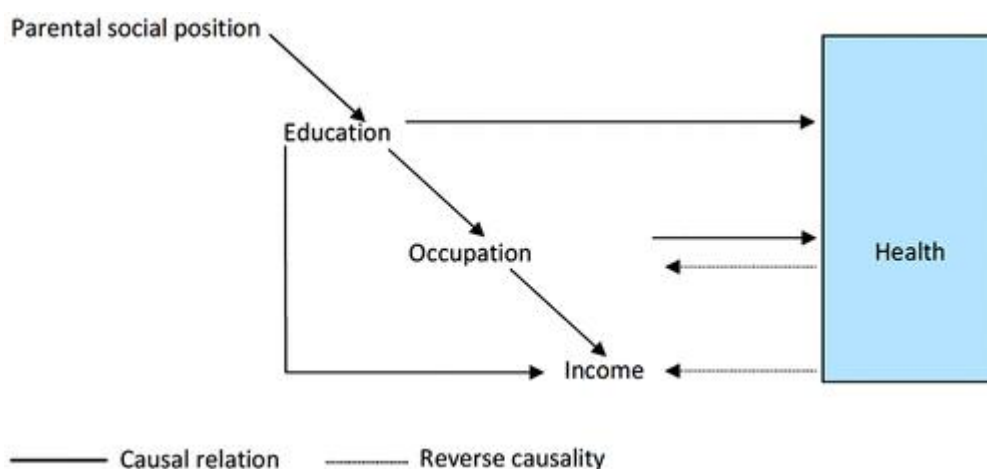 Parental social position
Education
Occupation
Health
Income
Causal relation
Reverse causality